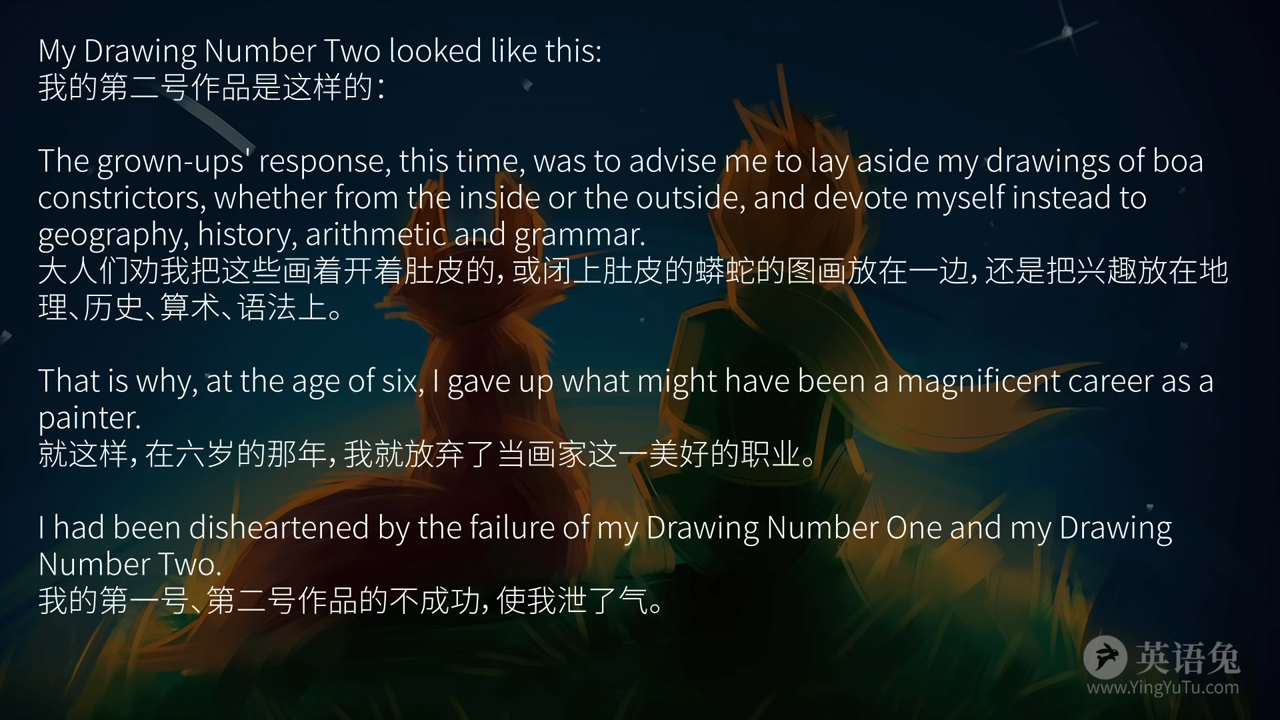 My Drawing Number Two looked like this:
我的第二号作品是这样的：
The grown-ups' response, this time, was to advise me to lay aside my drawings of boa
constrictors, whether from the inside or the outside, and devote myself instead to
geography, history, arithmetic and grammar.
大人们劝我把这些画着开着肚皮的，或闭上肚皮的蟒蛇的图画放在一边，还是把兴趣放在地
理、历史、算术、语法上。
That is why, at the age of six, I gave up what might have been a magnificent career as a
painter.
就这样，在六岁的那年，我就放弃了当画家这一美好的职业。
I had been disheartened by the failure of my Drawing Number One and my Drawing
Number Two.
我的第一号、第二号作品的不成功，使我泄了气。
英语兔
www.YingYuTu.com